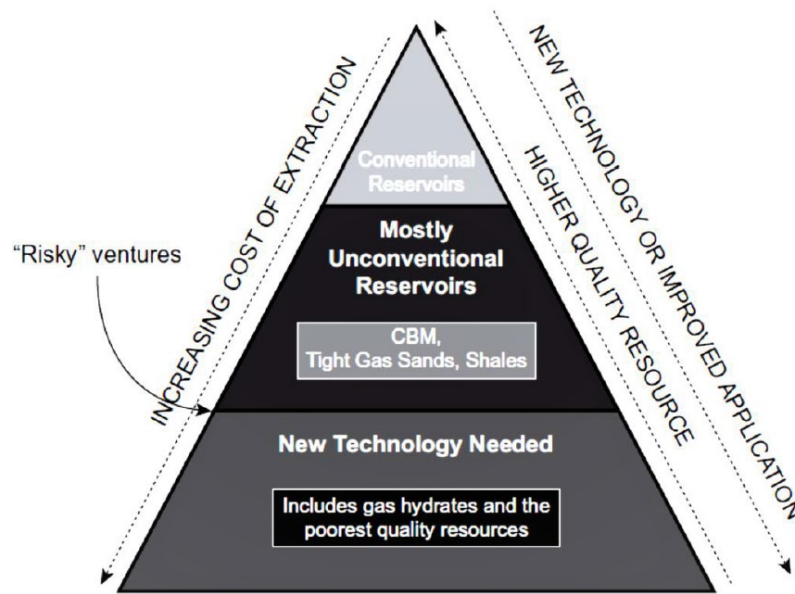 Conventional
Reservoirs
Mostly
Unconventional
Reservoirs
CBM,
Tight Gas Sands, Shales
New Technology Needed
Includes gas hydrates and the
poorest quality resources
"Risky" ventures
INCREASING COST OF EXTRACTION
HIGHER QUALITY RESOURCE
NEW TECHNOLOGY OR IMPROVED APPLICATION